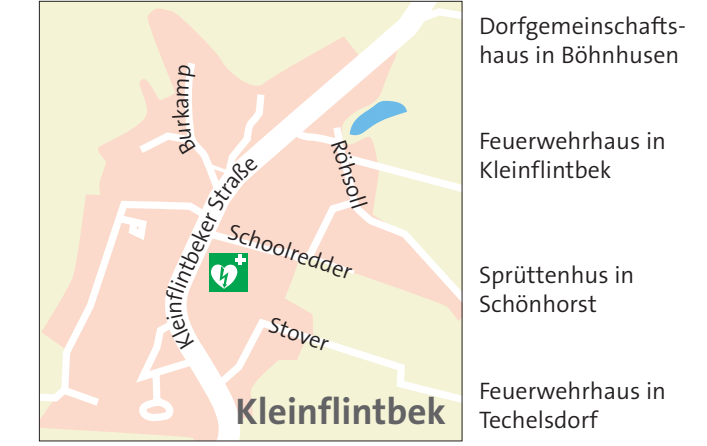 Burkamp
Röhsoll
Kleinflintbeker Straße
Schoolredder
Stover
Kleinflintbek
Dorfgemeinschafts-
haus in Böhnhusen
Feuerwehrhaus in
Kleinflintbek
Sprüttenhus in
Schönhorst
Feuerwehrhaus in
Techelsdorf